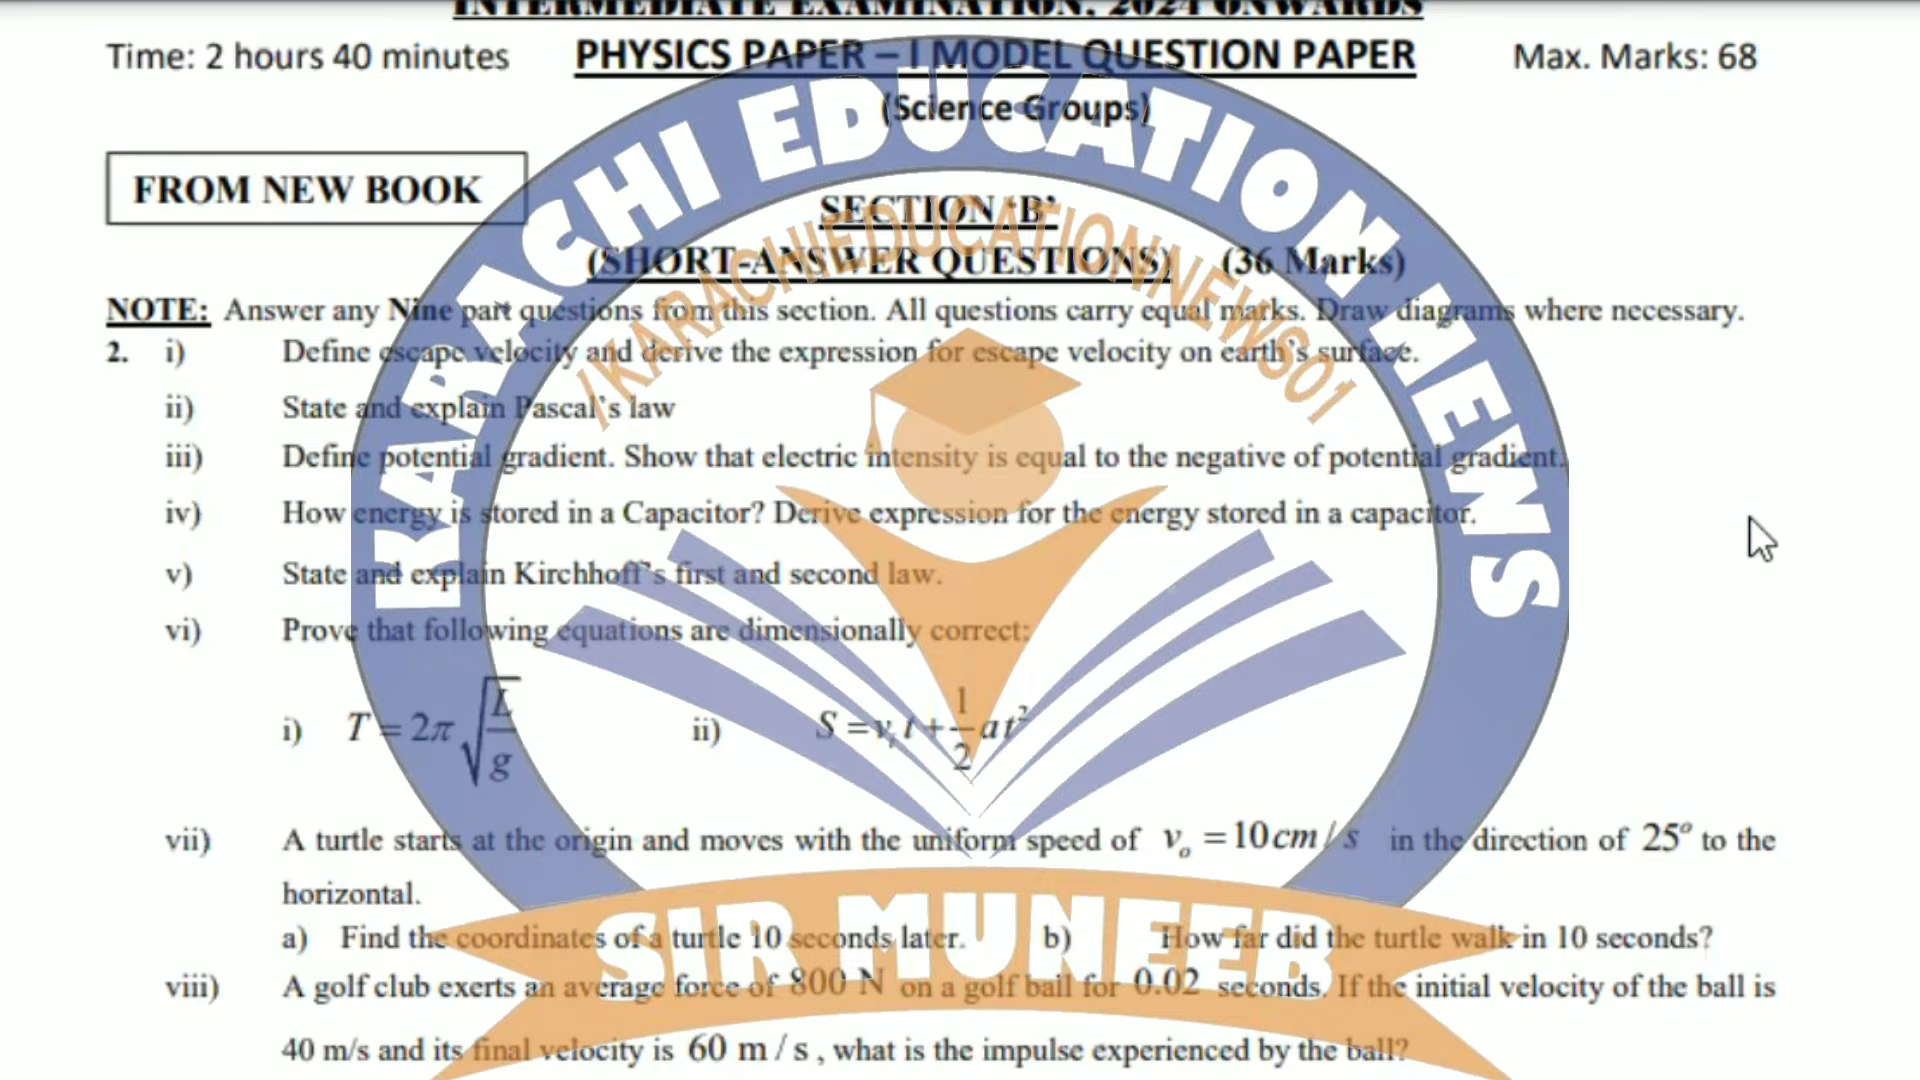 INTERMEDIATE EXAMINATION, 2024 ONWARDS
Time: 2 hours 40 minutes PHYSICS PAPER – I MODEL QUESTION PAPER Max. Marks: 68
(Science Groups)
FROM NEW BOOK
SECTION ‘B’
(SHORT-ANSWER QUESTIONS) (36 Marks)
NOTE: Answer any Nine part questions from this section. All questions carry equal marks. Draw diagrams where necessary.
2. i) Define escape velocity and derive the expression for escape velocity on earth’s surface.
ii) State and explain Pascal’s law
iii) Define potential gradient. Show that electric intensity is equal to the negative of potential gradient.
iv) How energy is stored in a Capacitor? Derive expression for the energy stored in a capacitor.
v) State and explain Kirchhoff’s first and second law.
vi) Prove that following equations are dimensionally correct:
i) T = 2π √(L/g) ii) S = vᵢt + 1/2 at²
vii) A turtle starts at the origin and moves with the uniform speed of vₒ = 10cm/s in the direction of 25° to the
horizontal.
a) Find the coordinates of a turtle 10 seconds later. b) How far did the turtle walk in 10 seconds?
viii) A golf club exerts an average force of 800 N on a golf ball for 0.02 seconds. If the initial velocity of the ball is
40 m/s and its final velocity is 60 m/s, what is the impulse experienced by the ball?
KARACHI EDUCATION NEWS
/KARACHIEDUCATIONNEWS01
SIR MUNEEB